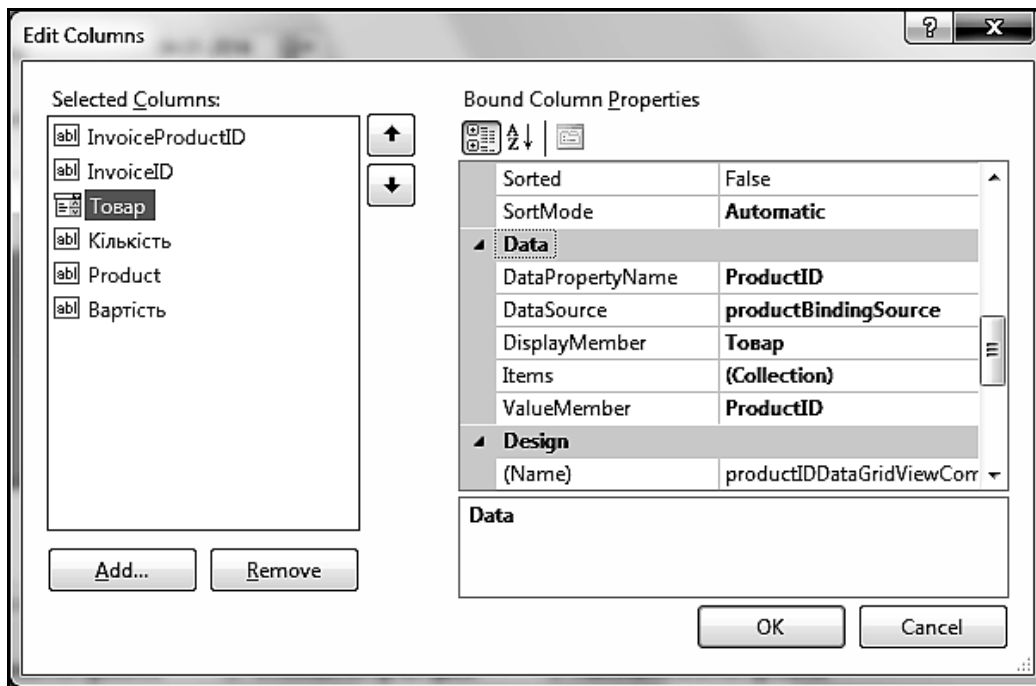 Edit Columns
Selected Columns:
InvoiceProductID
InvoiceID
Товар
Кількість
Product
Вартість
Add...
Remove
Bound Column Properties
Sorted False
SortMode Automatic
Data
DataPropertyName ProductID
DataSource productBindingSource
DisplayMember Товар
Items (Collection)
ValueMember ProductID
Design
(Name) productIDDataGridViewCom
Data
OK
Cancel